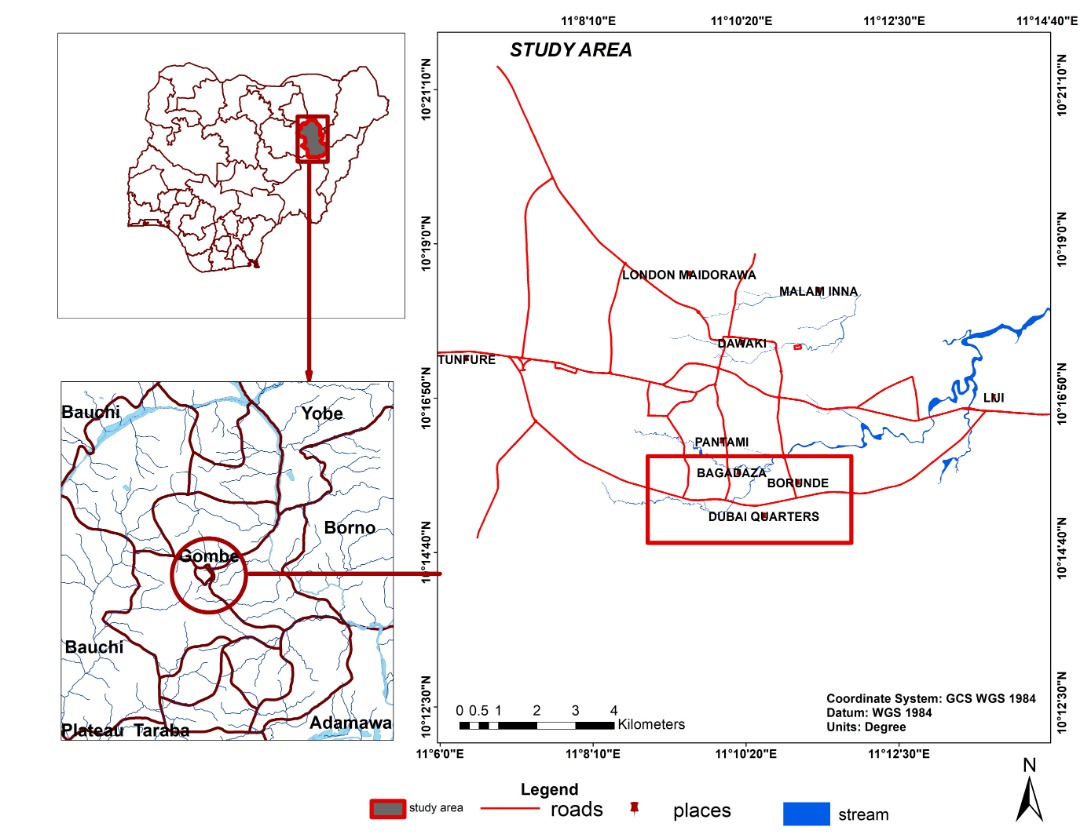 11°8'10"E 11°10'20"E 11°12'30"E 11°14'40"E
STUDY AREA
10°21'10"N 10°21'10"N
10°19'0"N 10°19'0"N
LONDON MAIDORAWA
MALAM INNA
DAWAKI
TUNFURE
10°16'50"N 10°16'50"N
LIJI
Bauchi Yobe
PANTAMI
BAGADAZA
BORUNDE
DUBAI QUARTERS
Borno
Gombe
10°14'40"N 10°14'40"N
Bauchi
10°12'30"N 10°12'30"N
Plateau Taraba Adamawa
0 0.5 1 2 3 4
Kilometers
Coordinate System: GCS WGS 1984
Datum: WGS 1984
Units: Degree
11°6'0"E 11°8'10"E 11°10'20"E 11°12'30"E
N
Legend
study area roads places stream